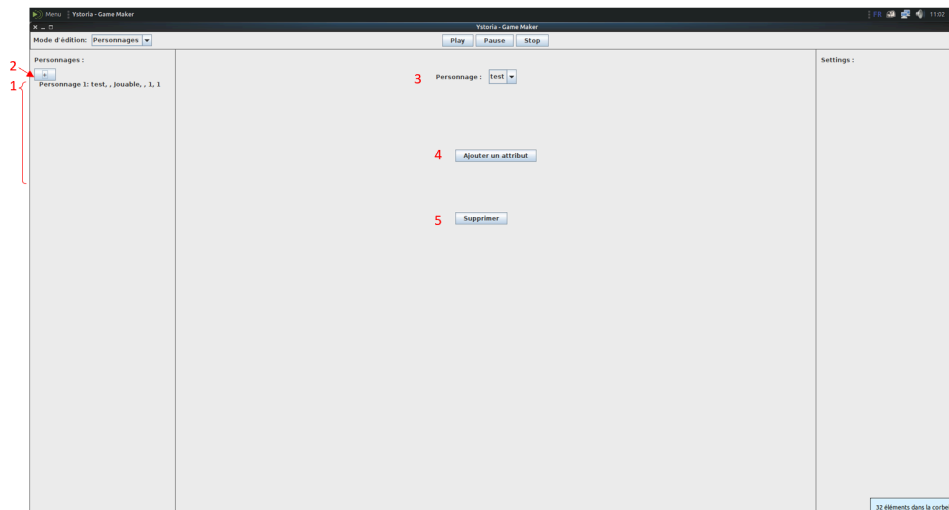 Menu Ystoria - Game Maker FR 11:02
Ystoria - Game Maker
Mode d'édition: Personnages Play Pause Stop
Personnages : Settings :
2
+
1 Personnage 1: test, , Jouable, , 1, 1
3 Personnage : test
4 Ajouter un attribut
5 Supprimer
32 éléments dans la corbe